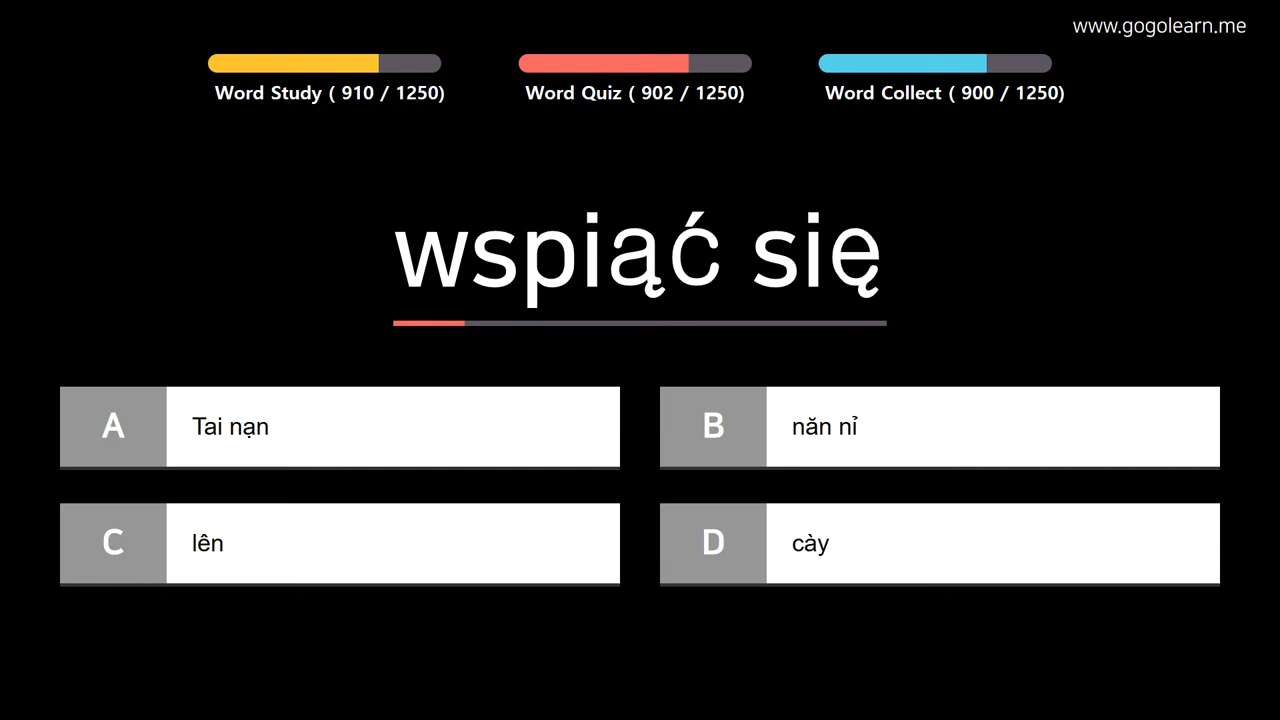 www.gogolearn.me
Word Study ( 910 / 1250)
Word Quiz ( 902 / 1250)
Word Collect ( 900 / 1250)
wspiąć się
A
Tai nạn
B
năn nỉ
C
lên
D
cày